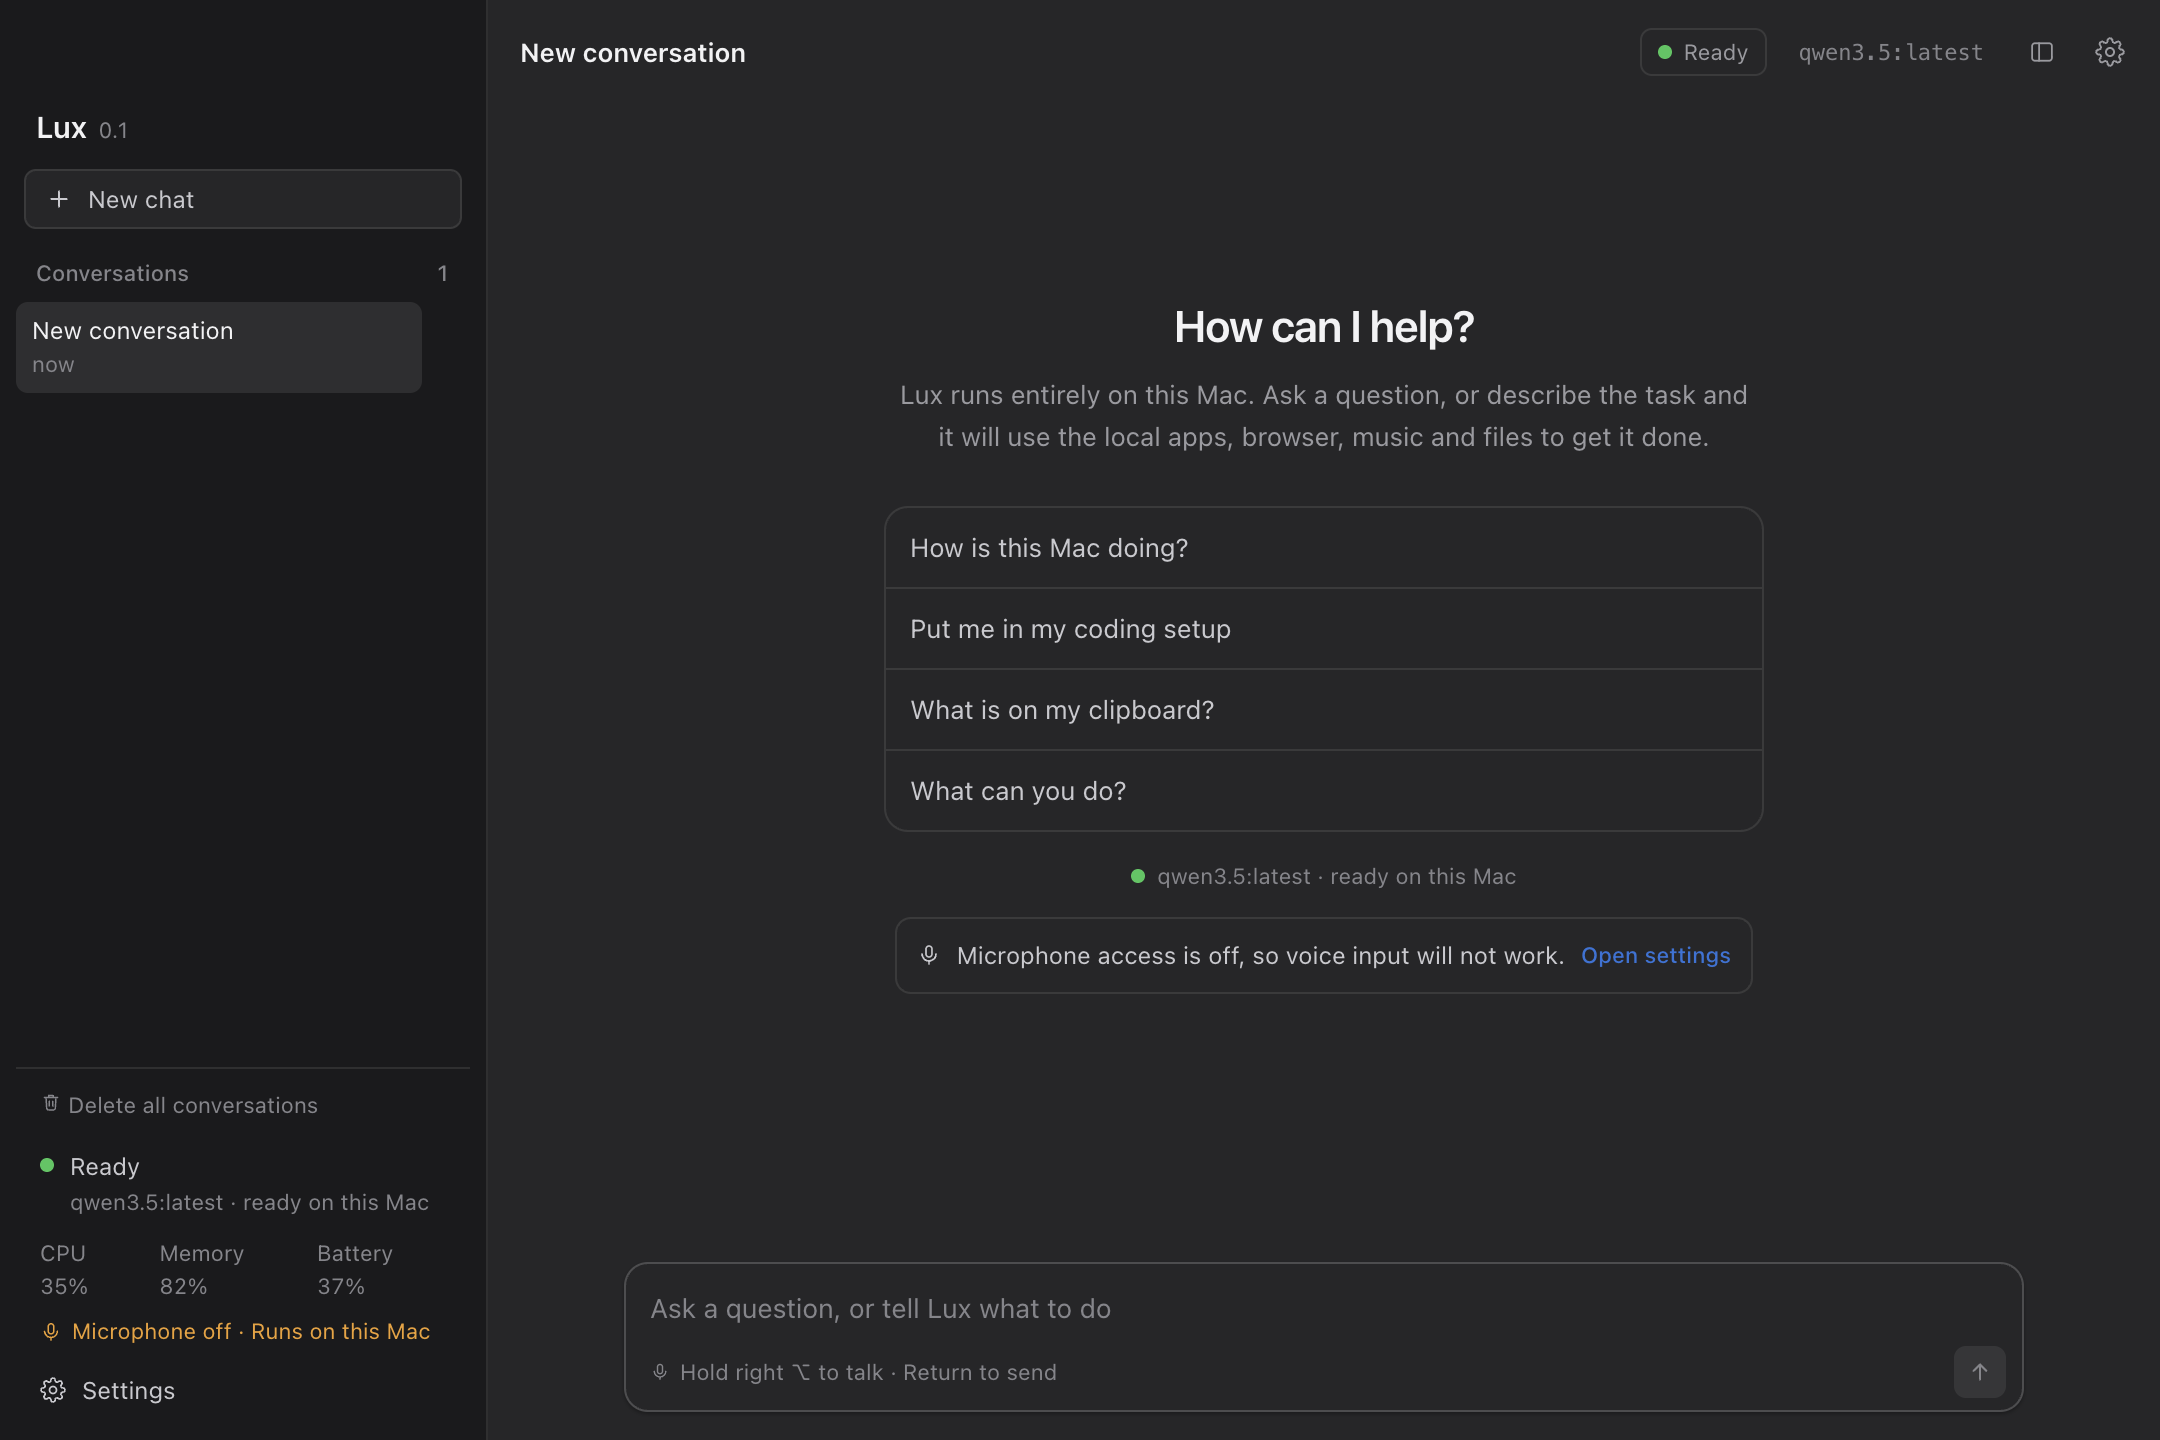 New conversation
Ready
qwen3.5:latest
Lux 0.1
New chat
Conversations 1
New conversation
now
How can I help?
Lux runs entirely on this Mac. Ask a question, or describe the task and
it will use the local apps, browser, music and files to get it done.
How is this Mac doing?
Put me in my coding setup
What is on my clipboard?
What can you do?
qwen3.5:latest · ready on this Mac
Microphone access is off, so voice input will not work. Open settings
Delete all conversations
Ready
qwen3.5:latest · ready on this Mac
CPU Memory Battery
35% 82% 37%
Microphone off · Runs on this Mac
Settings
Ask a question, or tell Lux what to do
Hold right ⌥ to talk · Return to send